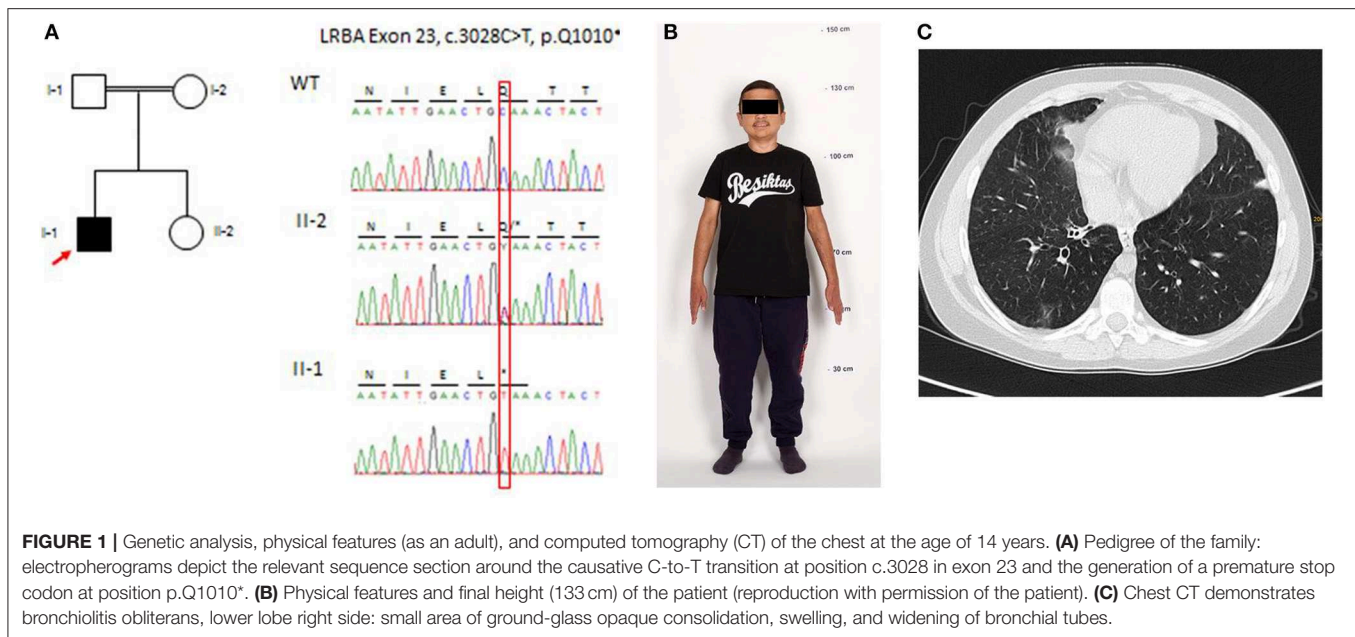 A
LRBA Exon 23, c.3028C>T, p.Q1010*
I-1
I-2
II-1
II-2
WT
N I E L Q T T
A A T A T T G A A C T G C A A A C T A C T
II-2
N I E L Q/* T T
A A T A T T G A A C T G Y A A A C T A C T
II-1
N I E L *
A A T A T T G A A C T G T A A A C T A C T
B
- 150 cm
- 130 cm
- 100 cm
70 cm
cm
- 30 cm
Besiktas
C
FIGURE 1 | Genetic analysis, physical features (as an adult), and computed tomography (CT) of the chest at the age of 14 years. (A) Pedigree of the family:
electropherograms depict the relevant sequence section around the causative C-to-T transition at position c.3028 in exon 23 and the generation of a premature stop
codon at position p.Q1010*. (B) Physical features and final height (133 cm) of the patient (reproduction with permission of the patient). (C) Chest CT demonstrates
bronchiolitis obliterans, lower lobe right side: small area of ground-glass opaque consolidation, swelling, and widening of bronchial tubes.